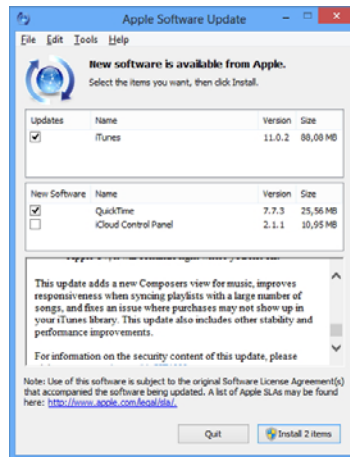 Apple Software Update
File Edit Tools Help
New software is available from Apple.
Select the items you want, then click Install.
Updates Name Version Size
iTunes 11.0.2 88,08 MB
New Software Name Version Size
QuickTime 7.7.3 25,56 MB
iCloud Control Panel 2.1.1 10,95 MB
This update adds a new Composers view for music, improves
responsiveness when syncing playlists with a large number of
songs, and fixes an issue where purchases may not show up in
your iTunes library. This update also includes other stability and
performance improvements.
For information on the security content of this update, please
Note: Use of this software is subject to the original Software License Agreement(s)
that accompanied the software being updated. A list of Apple SLAs may be found
here: http://www.apple.com/legal/sla/.
Quit Install 2 items